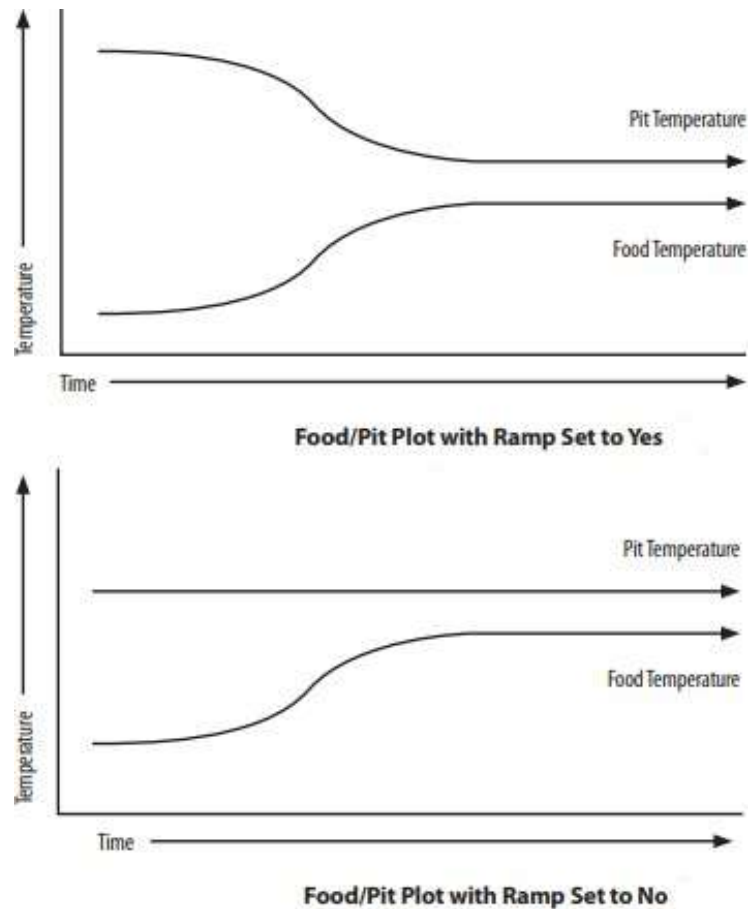 Pit Temperature
Food Temperature
Temperature
Time
Food/Pit Plot with Ramp Set to Yes
Pit Temperature
Food Temperature
Temperature
Time
Food/Pit Plot with Ramp Set to No